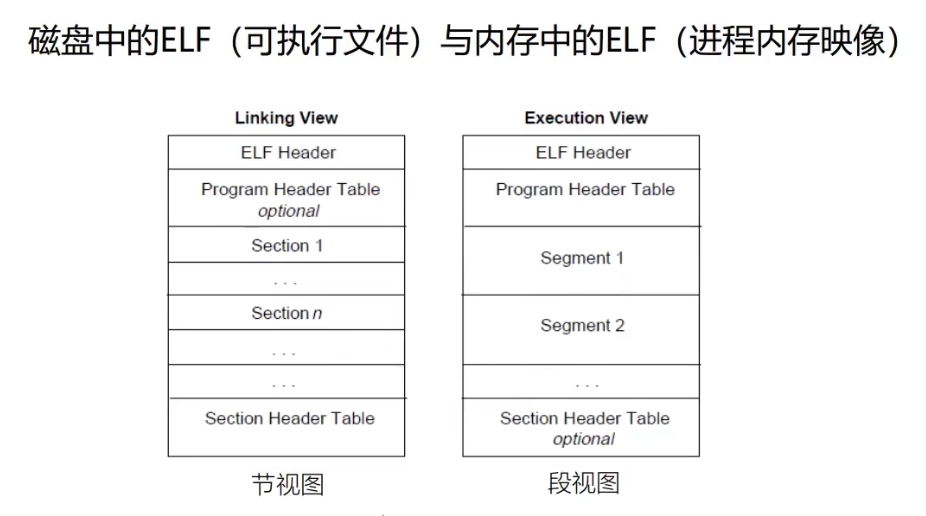 磁盘中的ELF（可执行文件）与内存中的ELF（进程内存映像）
Linking View
ELF Header
Program Header Table
optional
Section 1
. . .
Section n
. . .
. . .
Section Header Table
节视图
Execution View
ELF Header
Program Header Table
Segment 1
Segment 2
. . .
Section Header Table
optional
段视图